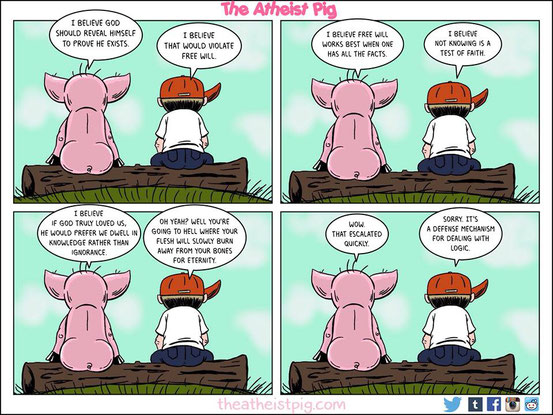 The Atheist Pig
I BELIEVE GOD
SHOULD REVEAL HIMSELF
TO PROVE HE EXISTS.
I BELIEVE
THAT WOULD VIOLATE
FREE WILL.
I BELIEVE FREE WILL
WORKS BEST WHEN ONE
HAS ALL THE FACTS.
I BELIEVE
NOT KNOWING IS A
TEST OF FAITH.
I BELIEVE
IF GOD TRULY LOVED US,
HE WOULD PREFER WE DWELL IN
KNOWLEDGE RATHER THAN
IGNORANCE.
OH YEAH? WELL YOU'RE
GOING TO HELL WHERE YOUR
FLESH WILL SLOWLY BURN
AWAY FROM YOUR BONES
FOR ETERNITY.
WOW.
THAT ESCALATED
QUICKLY.
SORRY. IT'S
A DEFENSE MECHANISM
FOR DEALING WITH
LOGIC.
theatheistpig.com